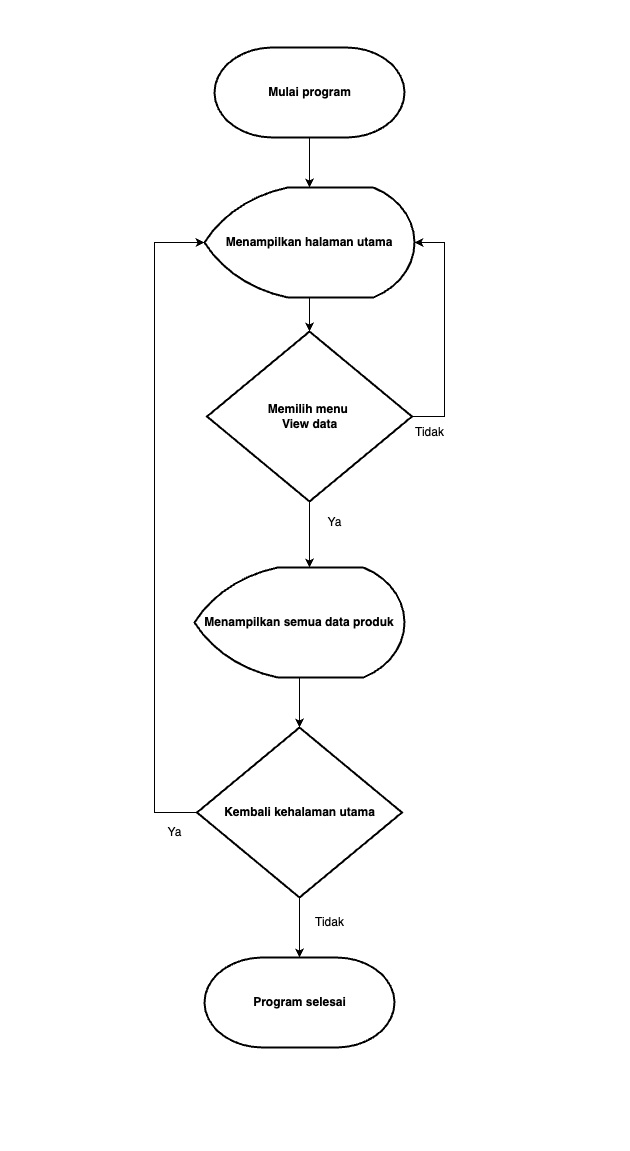 Mulai program
Menampilkan halaman utama
Memilih menu
View data
Tidak
Ya
Menampilkan semua data produk
Kembali kehalaman utama
Ya
Tidak
Program selesai